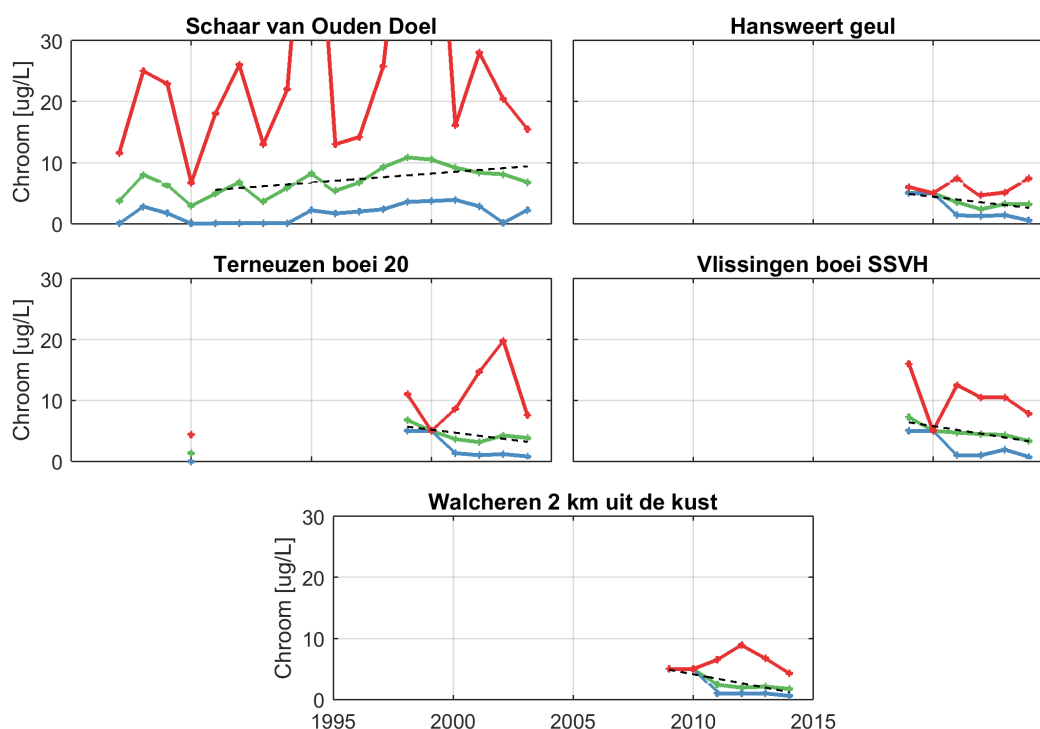 Schaar van Ouden Doel
Hansweert geul
30
20
10
0
Chroom [ug/L]
Terneuzen boei 20
Vlissingen boei SSVH
30
20
10
0
Chroom [ug/L]
Walcheren 2 km uit de kust
30
20
10
0
Chroom [ug/L]
1995 2000 2005 2010 2015